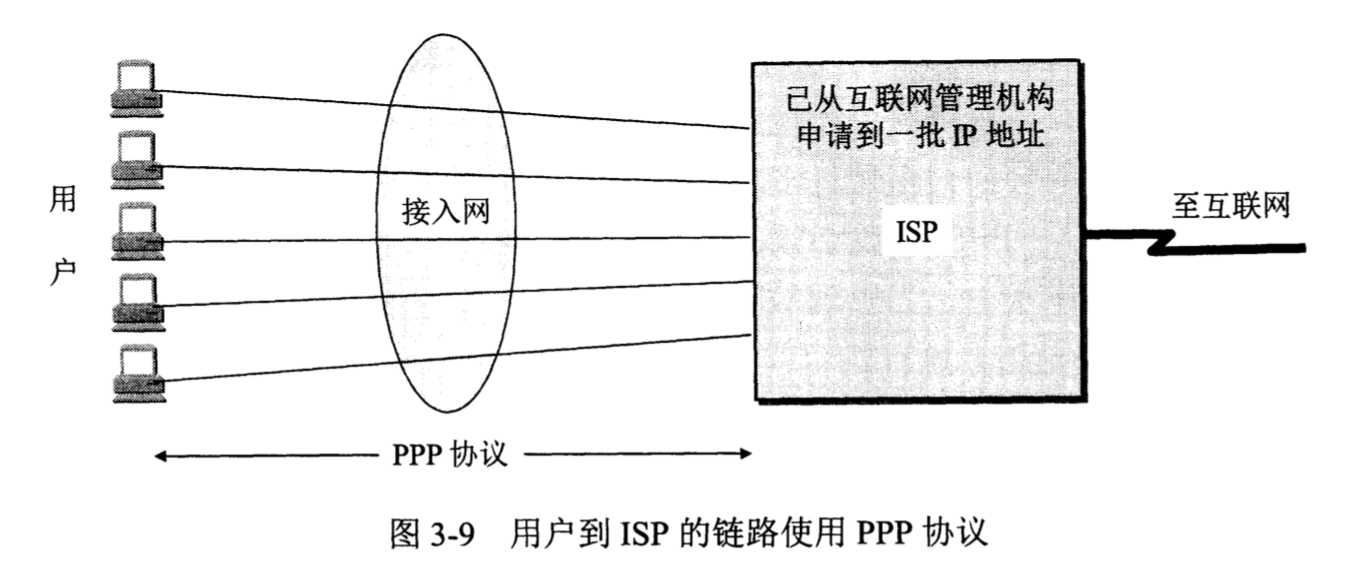 已从互联网管理机构
申请到一批 IP 地址
用
户
接入网
ISP
至互联网
PPP 协议
图 3-9 用户到 ISP 的链路使用 PPP 协议